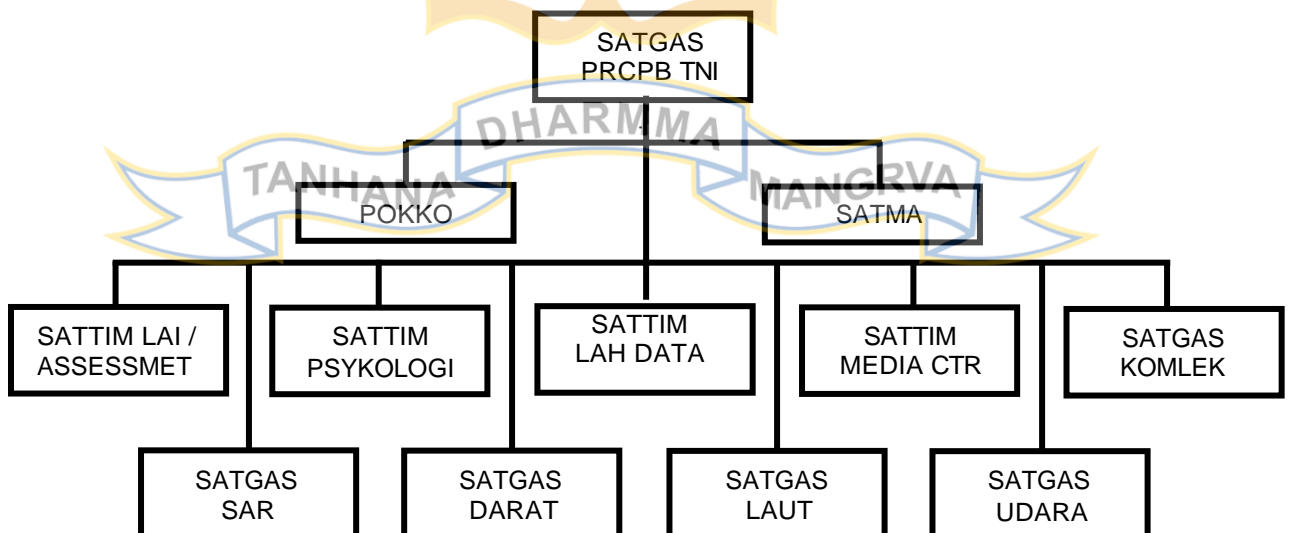 SATGAS
PRCPB TNI
TANHANA DHARMMA MANGRVA
POKKO
SATMA
SATTIM LAI /
ASSESSMET
SATTIM
PSYKOLOGI
SATTIM
LAH DATA
SATTIM
MEDIA CTR
SATGAS
KOMLEK
SATGAS
SAR
SATGAS
DARAT
SATGAS
LAUT
SATGAS
UDARA